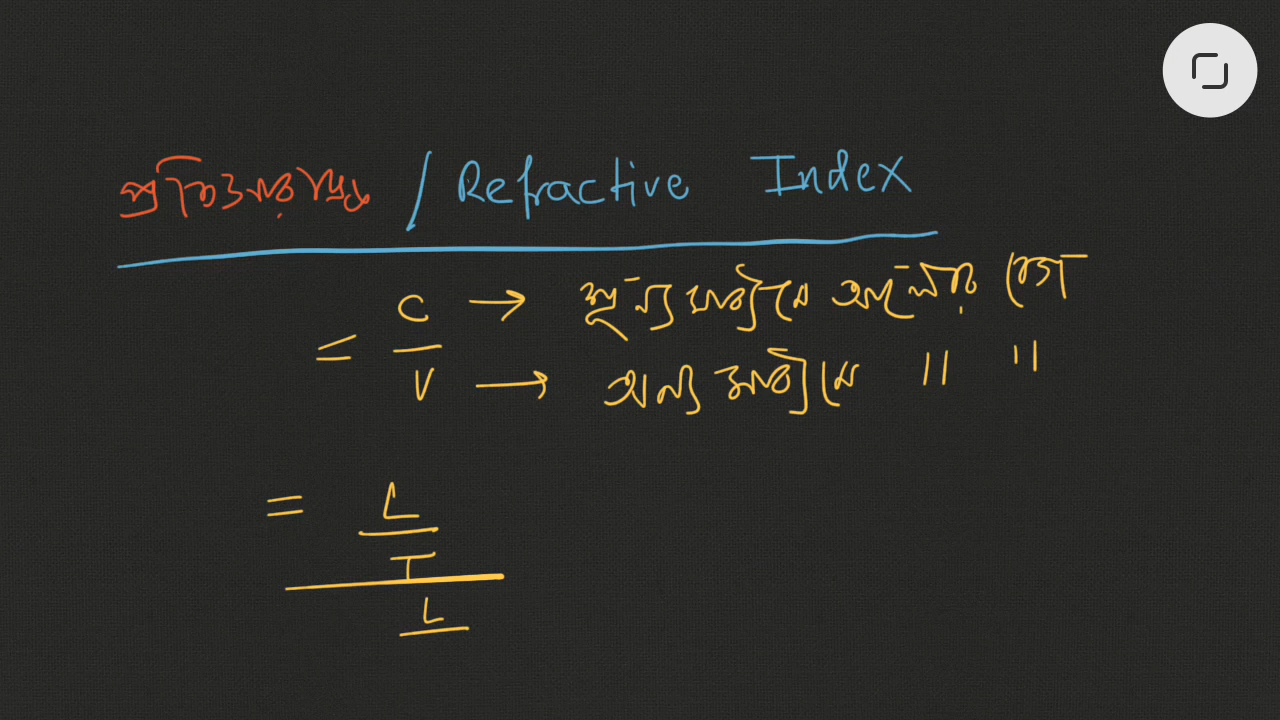 প্রতিসরাঙ্ক / Refractive Index
= C → শূন্য মাধ্যমে আলোর বেগ
V → অন্য মাধ্যমে " "
= L
T
L